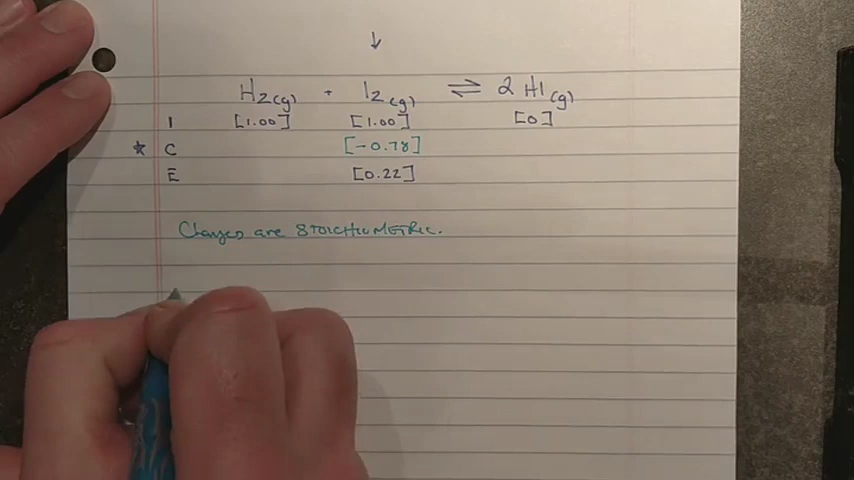 ↓
H2(g) + I2(g) ⇌ 2 HI(g)
I [1.00] [1.00] [0]
* C [-0.78]
E [0.22]
Changes are STOICHIOMETRIC.